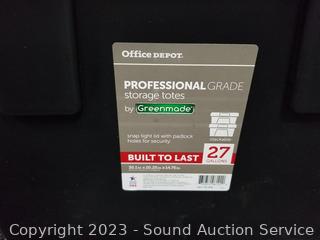 Office DEPOT
PROFESSIONAL GRADE
storage totes
by Greenmade
snap tight lid with padlock
holes for security
stackable
BUILT TO LAST
27
GALLONS
Copyright 2023 - Sound Auction Service